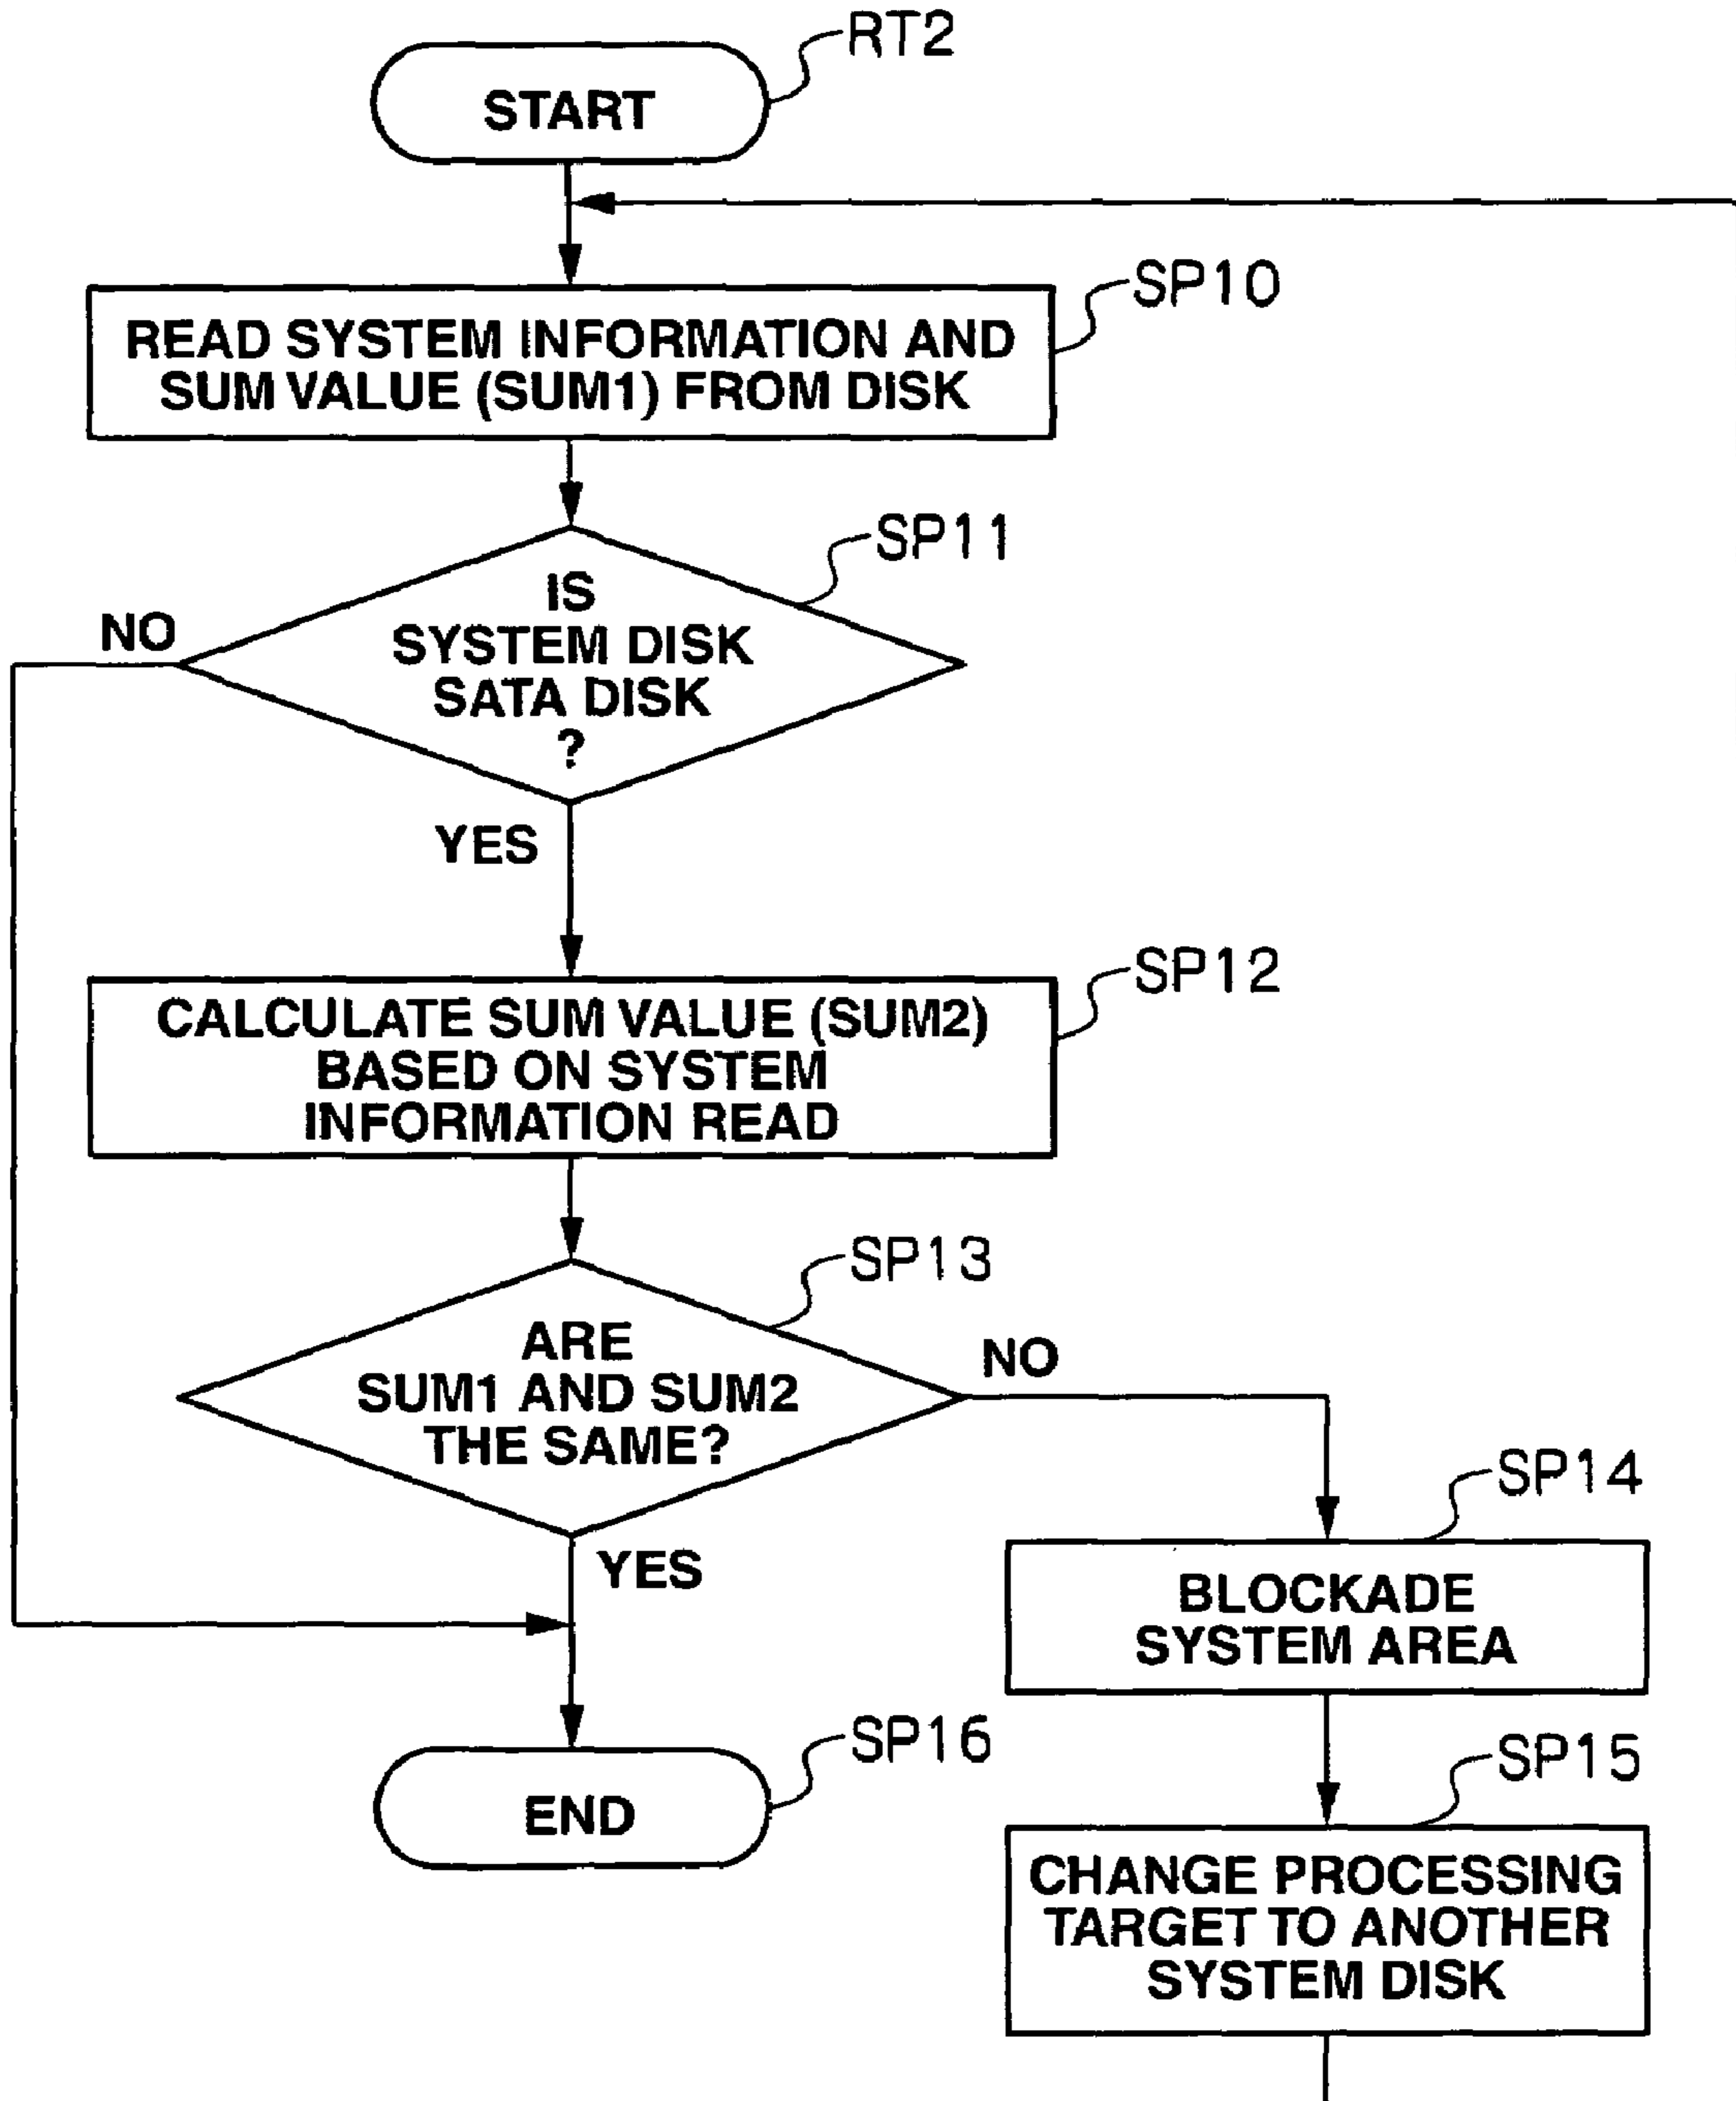 RT2
START
SP10
READ SYSTEM INFORMATION AND
SUM VALUE (SUM1) FROM DISK
SP11
IS
SYSTEM DISK
SATA DISK
?
NO
YES
SP12
CALCULATE SUM VALUE (SUM2)
BASED ON SYSTEM
INFORMATION READ
SP13
ARE
SUM1 AND SUM2
THE SAME?
NO
YES
SP14
BLOCKADE
SYSTEM AREA
SP16
END
SP15
CHANGE PROCESSING
TARGET TO ANOTHER
SYSTEM DISK